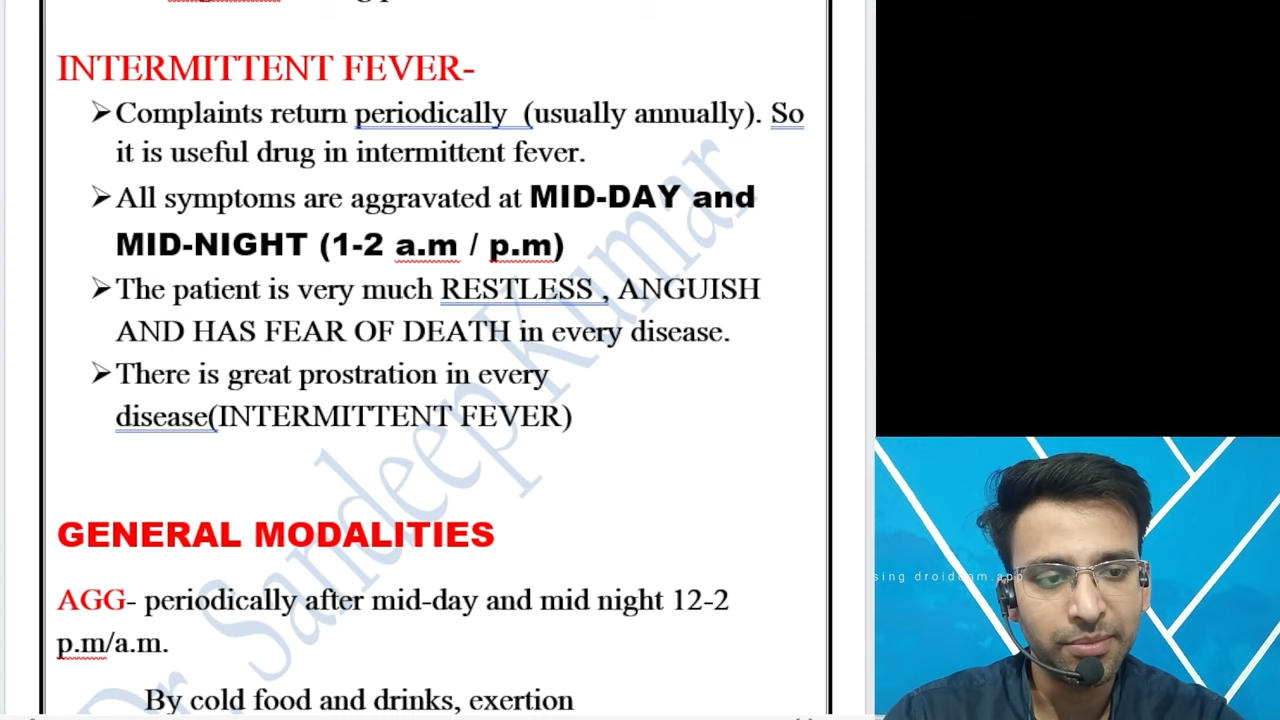 INTERMITTENT FEVER-
➢Complaints return periodically (usually annually). So
it is useful drug in intermittent fever.
➢All symptoms are aggravated at MID-DAY and
MID-NIGHT (1-2 a.m / p.m)
➢The patient is very much RESTLESS , ANGUISH
AND HAS FEAR OF DEATH in every disease.
➢There is great prostration in every
disease(INTERMITTENT FEVER)
Dr. Sandeep Kumar
GENERAL MODALITIES
AGG- periodically after mid-day and mid night 12-2
p.m/a.m.
By cold food and drinks, exertion
sing droidcam.app